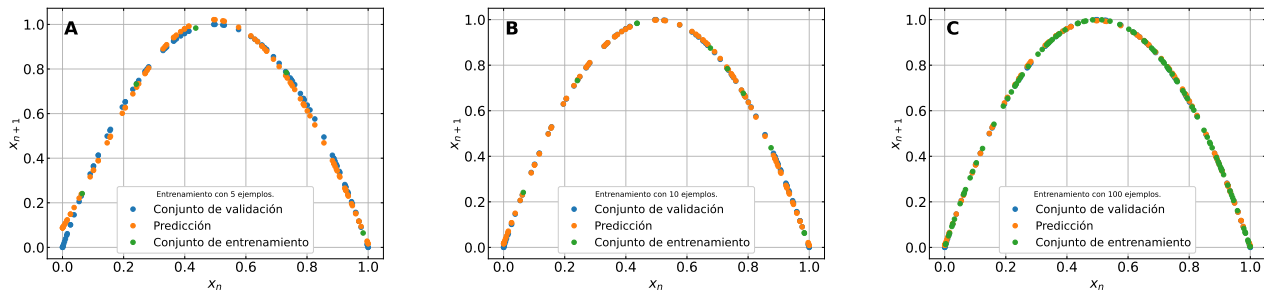 A
x_{n+1}
1.0
0.8
0.6
0.4
0.2
0.0
Entrenamiento con 5 ejemplos.
Conjunto de validación
Predicción
Conjunto de entrenamiento
0.0 0.2 0.4 0.6 0.8 1.0
x_n
B
x_{n+1}
1.0
0.8
0.6
0.4
0.2
0.0
Entrenamiento con 10 ejemplos.
Conjunto de validación
Predicción
Conjunto de entrenamiento
0.0 0.2 0.4 0.6 0.8 1.0
x_n
C
x_{n+1}
1.0
0.8
0.6
0.4
0.2
0.0
Entrenamiento con 100 ejemplos.
Conjunto de validación
Predicción
Conjunto de entrenamiento
0.0 0.2 0.4 0.6 0.8 1.0
x_n